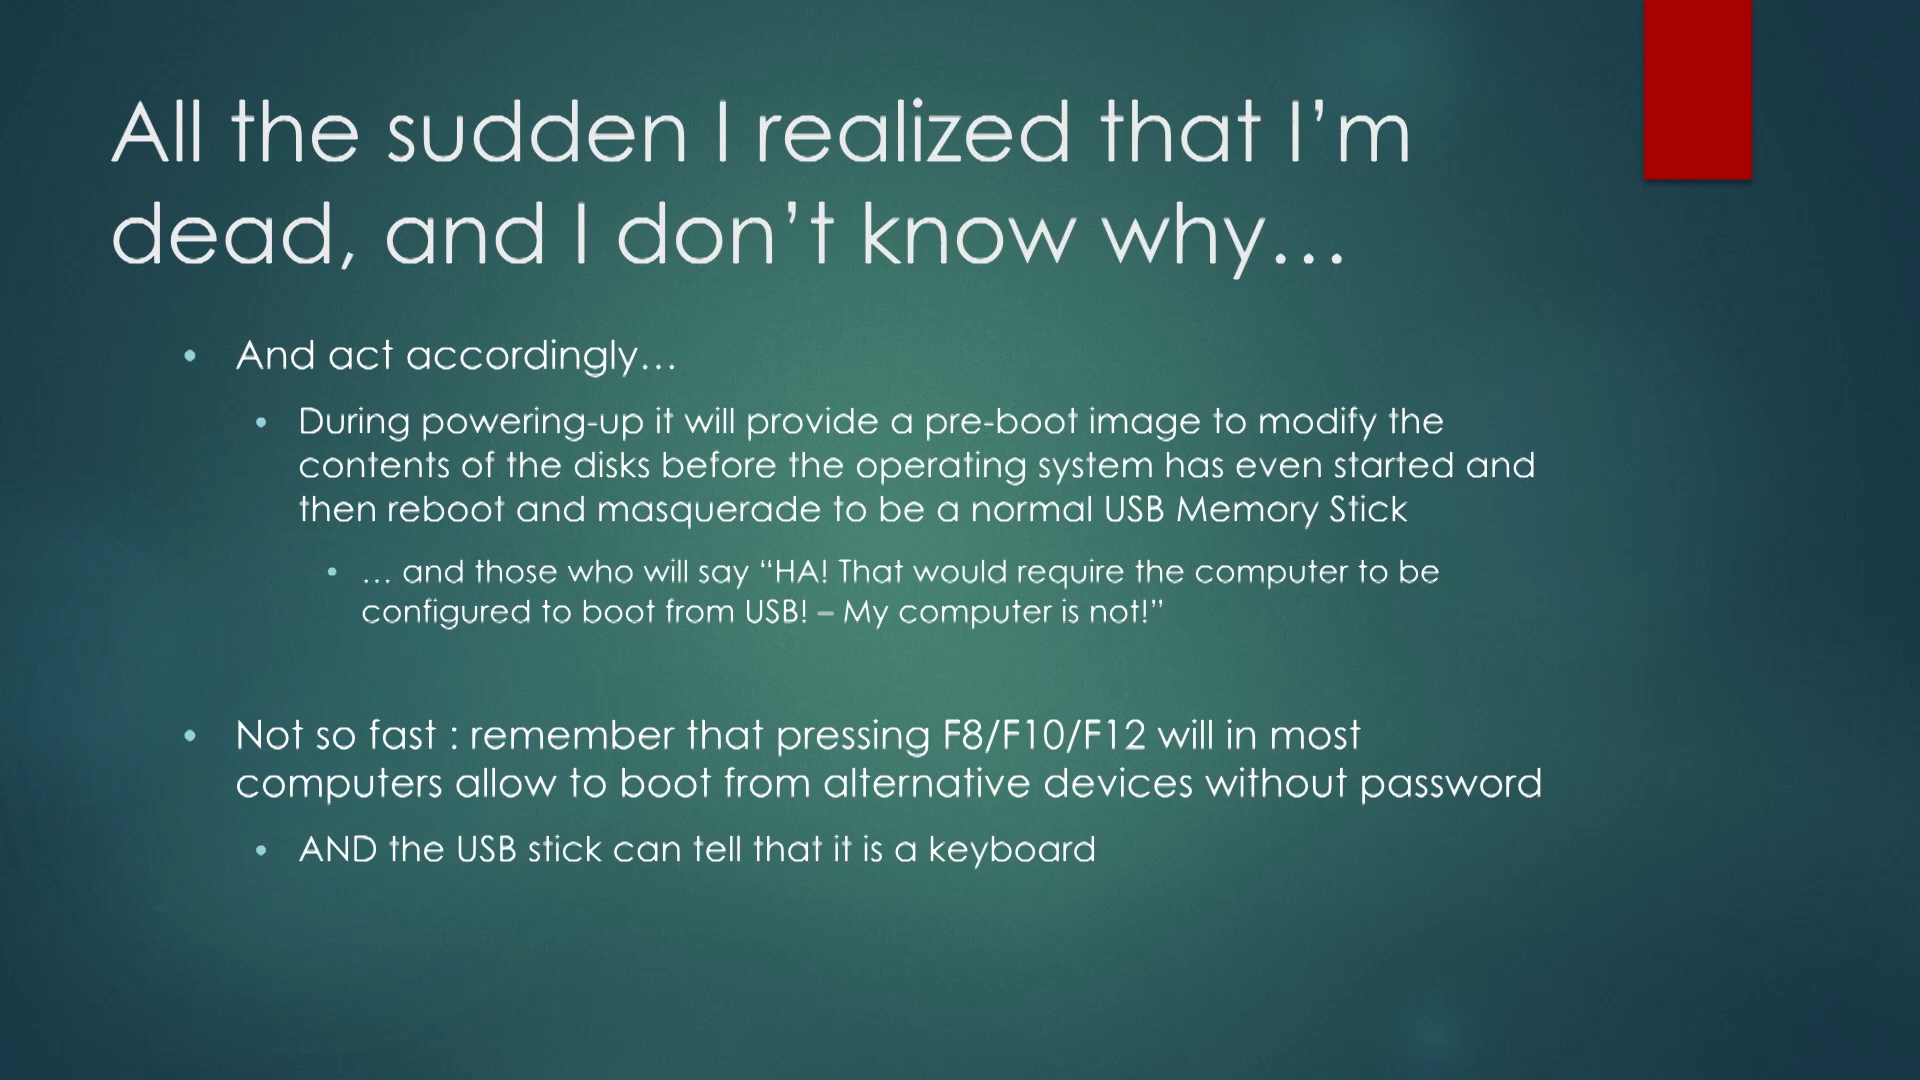 All the sudden I realized that I’m
dead, and I don’t know why…
• And act accordingly…
• During powering-up it will provide a pre-boot image to modify the
contents of the disks before the operating system has even started and
then reboot and masquerade to be a normal USB Memory Stick
• … and those who will say “HA! That would require the computer to be
configured to boot from USB! – My computer is not!”
• Not so fast : remember that pressing F8/F10/F12 will in most
computers allow to boot from alternative devices without password
• AND the USB stick can tell that it is a keyboard